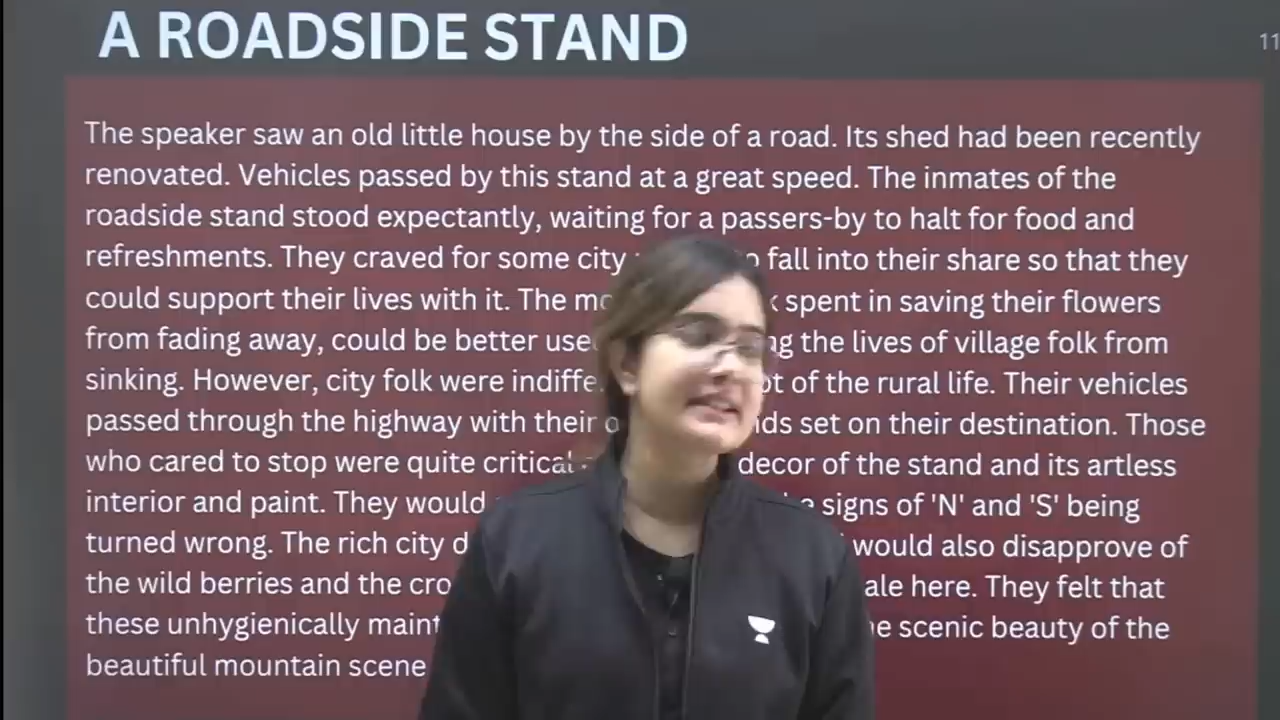 A ROADSIDE STAND
11
The speaker saw an old little house by the side of a road. Its shed had been recently
renovated. Vehicles passed by this stand at a great speed. The inmates of the
roadside stand stood expectantly, waiting for a passers-by to halt for food and
refreshments. They craved for some city fall into their share so that they
could support their lives with it. The spent in saving their flowers
from fading away, could be better the lives of village folk from
sinking. However, city folk were of the rural life. Their vehicles
passed through the highway with their set on their destination. Those
who cared to stop were quite critical decor of the stand and its artless
interior and paint. They would signs of 'N' and 'S' being
turned wrong. The rich city would also disapprove of
the wild berries and the here. They felt that
these unhygienically scenic beauty of the
beautiful mountain